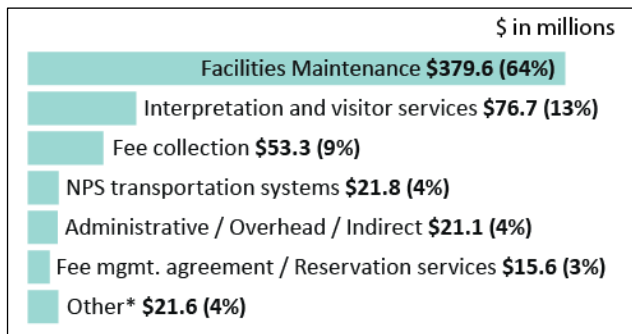 $ in millions
Facilities Maintenance $379.6 (64%)
Interpretation and visitor services $76.7 (13%)
Fee collection $53.3 (9%)
NPS transportation systems $21.8 (4%)
Administrative / Overhead / Indirect $21.1 (4%)
Fee mgmt. agreement / Reservation services $15.6 (3%)
Other* $21.6 (4%)